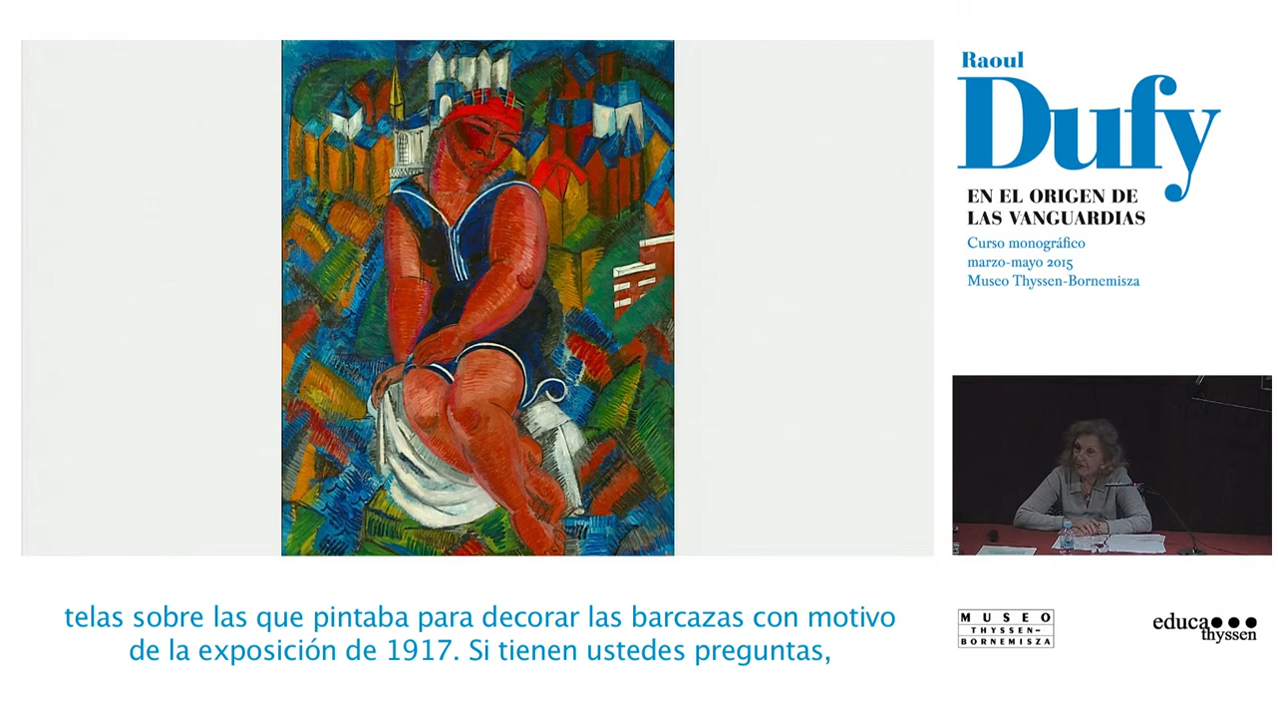 Raoul
Dufy
EN EL ORIGEN DE
LAS VANGUARDIAS
Curso monográfico
marzo-mayo 2015
Museo Thyssen-Bornemisza
telas sobre las que pintaba para decorar las barcazas con motivo
de la exposición de 1917. Si tienen ustedes preguntas,
MUSEO
THYSSEN-
BORNEMISZA
educa
thyssen